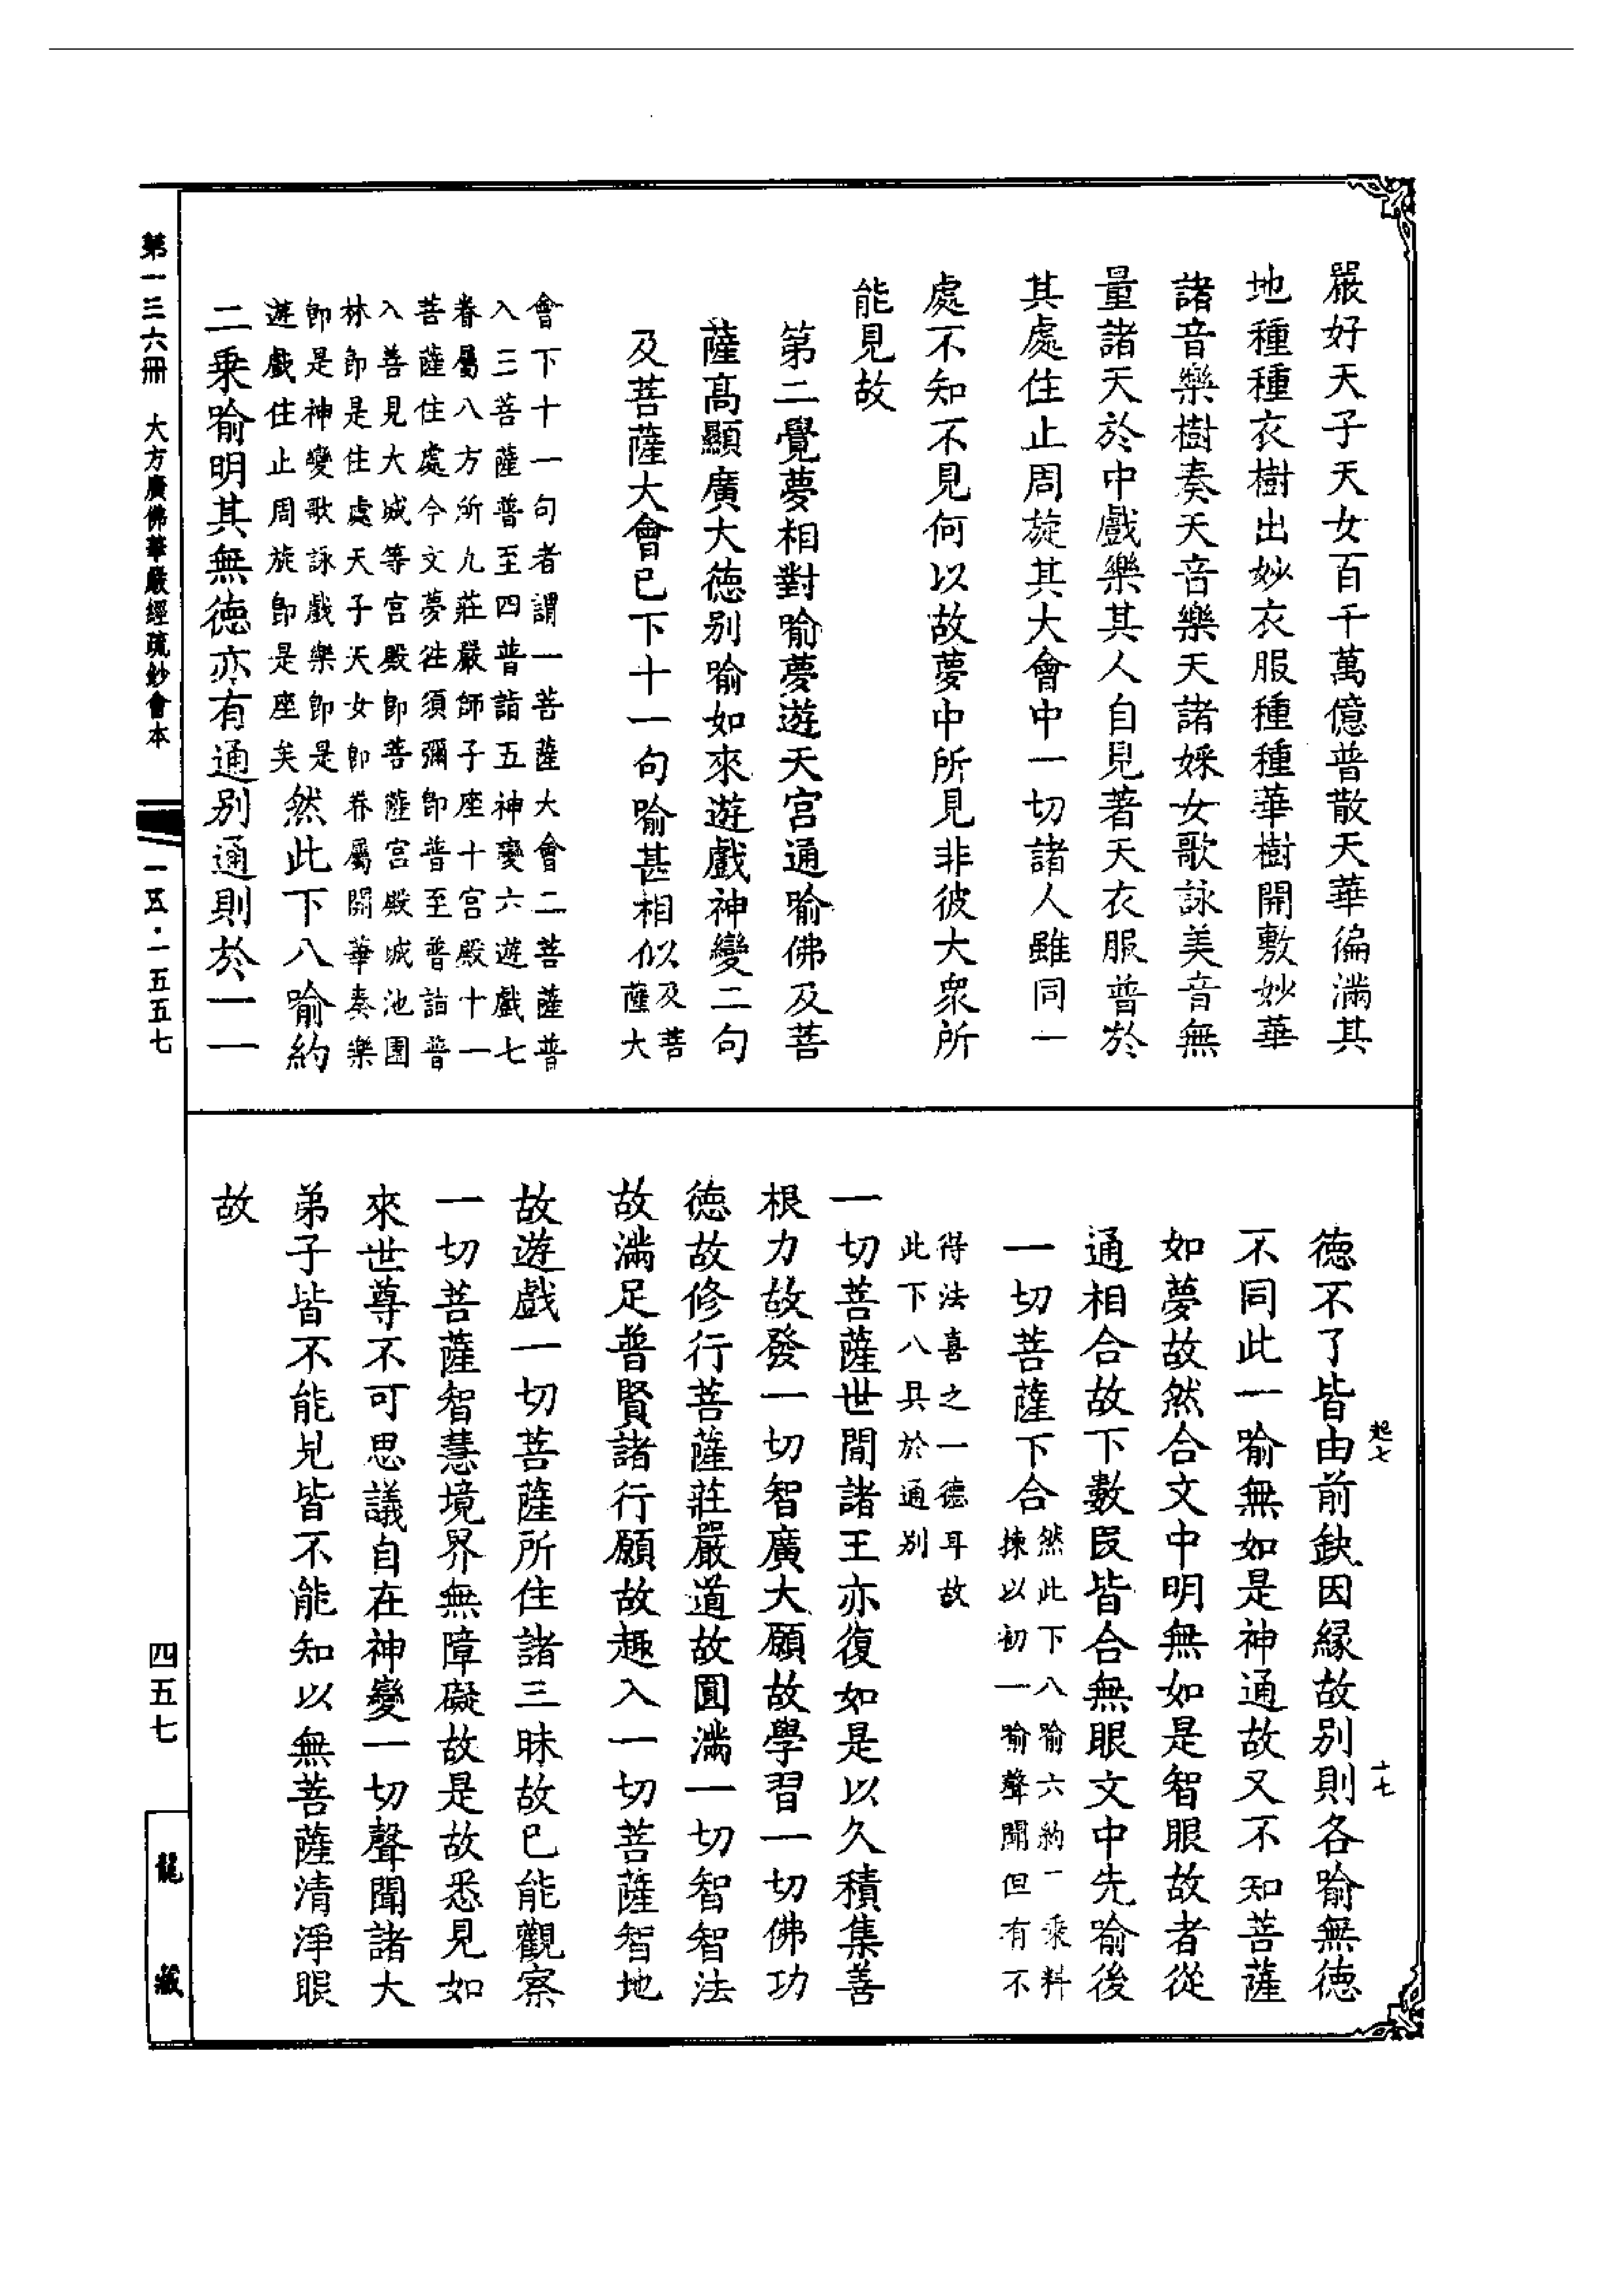 嚴好天子天女百千萬億普散天華徧滿其
地種種衣樹出妙衣服種種華樹開敷妙華
諸音樂樹奏天音樂天諸婇女歌詠美音無
量諸天於中戲樂其人自見著天衣服普於
其處住止周旋其大會中一切諸人雖同一
處不知不見何以故夢中所見非彼大眾所
能見故
第二覺夢相對喻夢遊天宮通喻佛及菩
薩高顯廣大德別喻如來遊戲神變二句
及菩薩大會已下十一句喻甚相似
及菩
薩大
會下十一句者謂一菩薩大會二菩薩普
入三菩薩普至四普詣五神變六遊戲七
眷屬八方所九莊嚴師子座十宮殿十一
菩薩住處今文夢往須彌即普至普詣普
入善見大城等宮殿即菩薩宮殿城池園
林即是住處天子天女即眷屬開華奏樂
即是神變歌詠戲樂即是
遊戲住止周旋即是座矣
然此下八喻約
二乗喻明其無德亦有通別通則於一一
德不了皆由前缺因緣故別則各喻無德
不同此一喻無如是神通故又不知菩薩
如夢故然合文中明無如是智眼故者從
通相合故下數叚皆合無眼文中先喻後
一切菩薩下合
然此下八喻六約一乘料
揀以初一喻聲聞但有不
得法喜之一德耳故
此下八具於通別
一切菩薩世間諸王亦復如是以久積集善
根力故發一切智廣大願故學習一切佛功
德故修行菩薩莊嚴道故圓滿一切智智法
故滿足普賢諸行願故趣入一切菩薩智地
故遊戲一切菩薩所住諸三昧故已能觀察
一切菩薩智慧境界無障礙故是故悉見如
來世尊不可思議自在神變一切聲聞諸大
弟子皆不能見皆不能知以無菩薩清淨眼
故
起七
十七
第一三六冊 大方廣佛華嚴經疏鈔會本
一五·一五五七
四五七
龍藏